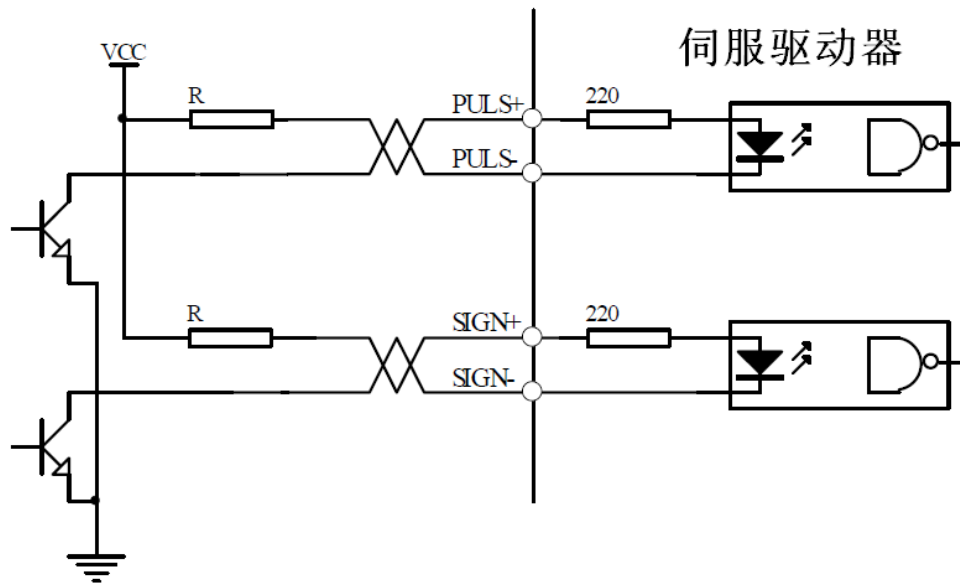 伺服驱动器
VCC
R
PULS+
220
PULS-
R
SIGN+
220
SIGN-